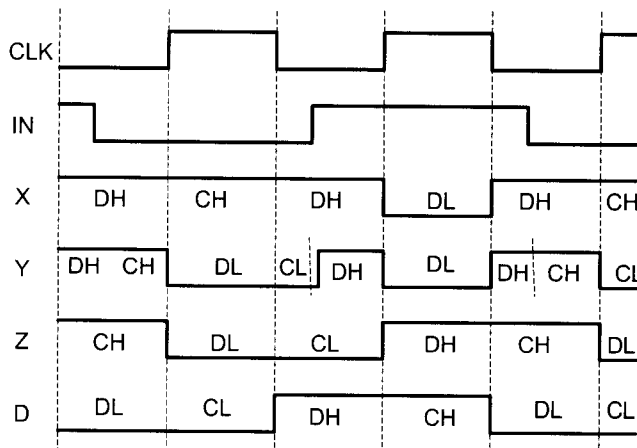 CLK
IN
X DH CH DH DL DH CH
Y DH CH DL CL DH DL DH CH CL
Z CH DL CL DH CH DL
D DL CL DH CH DL CL